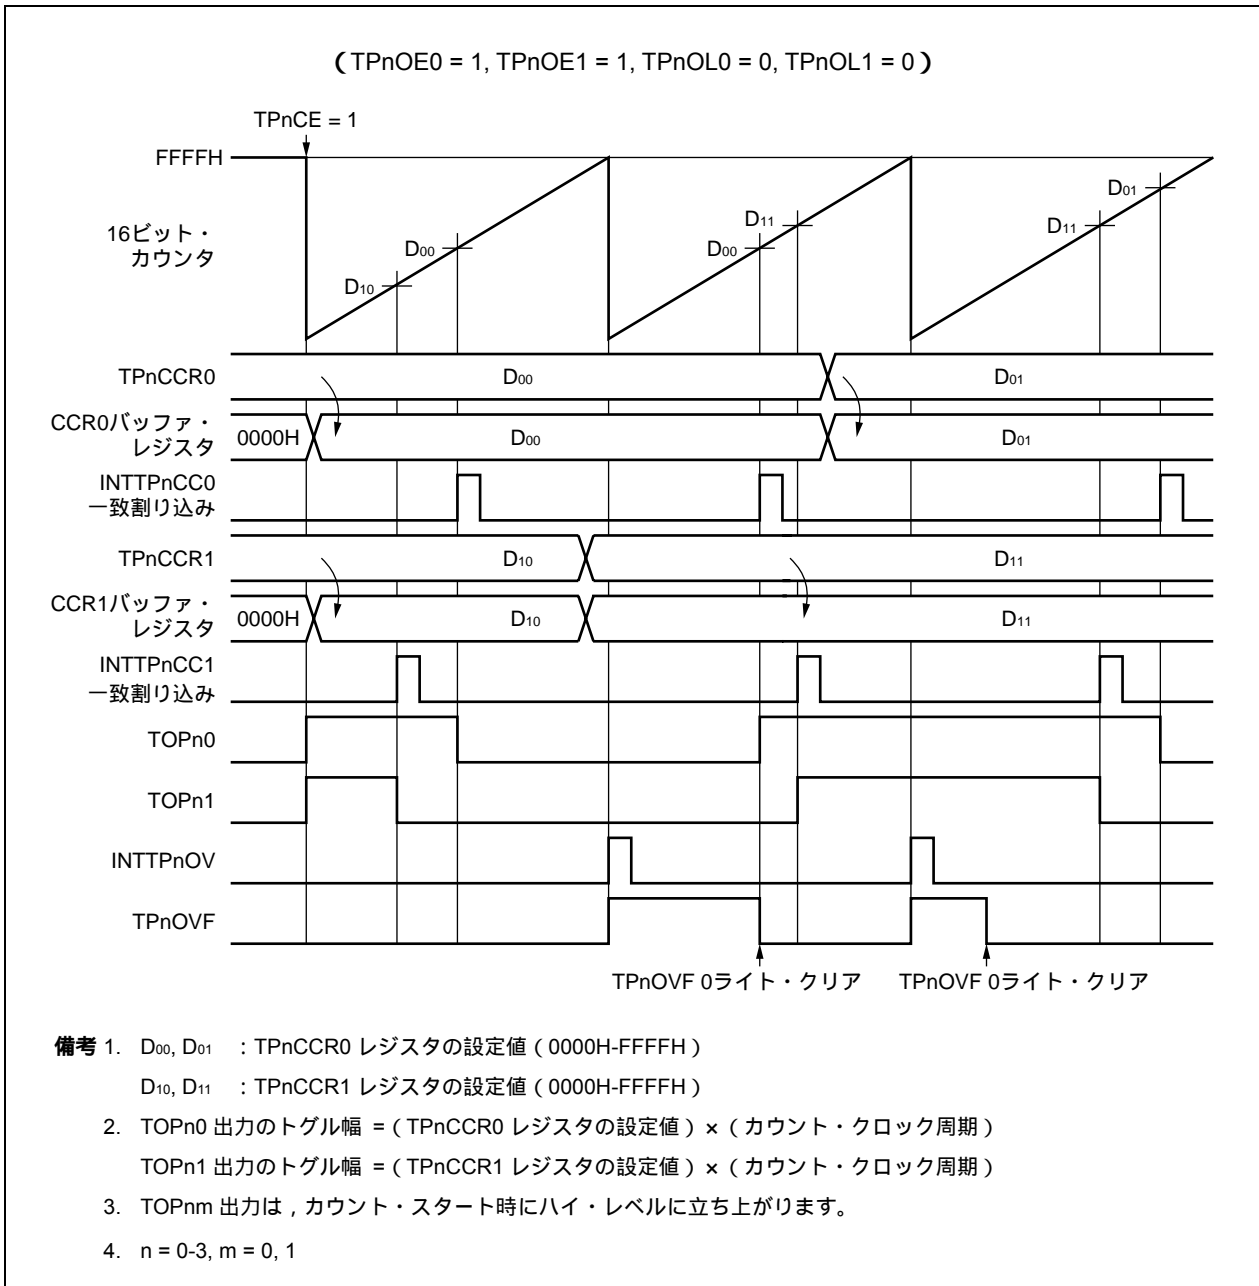 （TPnOE0 = 1, TPnOE1 = 1, TPnOL0 = 0, TPnOL1 = 0）
TPnCE = 1
FFFFH
16ビット・
カウンタ
D10
D00
D00
D11
D11
D01
TPnCCR0
D00
D01
CCR0バッファ・
レジスタ
0000H
D00
D01
INTTPnCC0
一致割り込み
TPnCCR1
D10
D11
CCR1バッファ・
レジスタ
0000H
D10
D11
INTTPnCC1
一致割り込み
TOPn0
TOPn1
INTTPnOV
TPnOVF
TPnOVF 0ライト・クリア TPnOVF 0ライト・クリア
備考 1. D00, D01 ：TPnCCR0 レジスタの設定値（0000H-FFFFH）
D10, D11 ：TPnCCR1 レジスタの設定値（0000H-FFFFH）
2. TOPn0 出力のトグル幅 =（TPnCCR0 レジスタの設定値）×（カウント・クロック周期）
TOPn1 出力のトグル幅 =（TPnCCR1 レジスタの設定値）×（カウント・クロック周期）
3. TOPnm 出力は，カウント・スタート時にハイ・レベルに立ち上がります。
4. n = 0-3, m = 0, 1